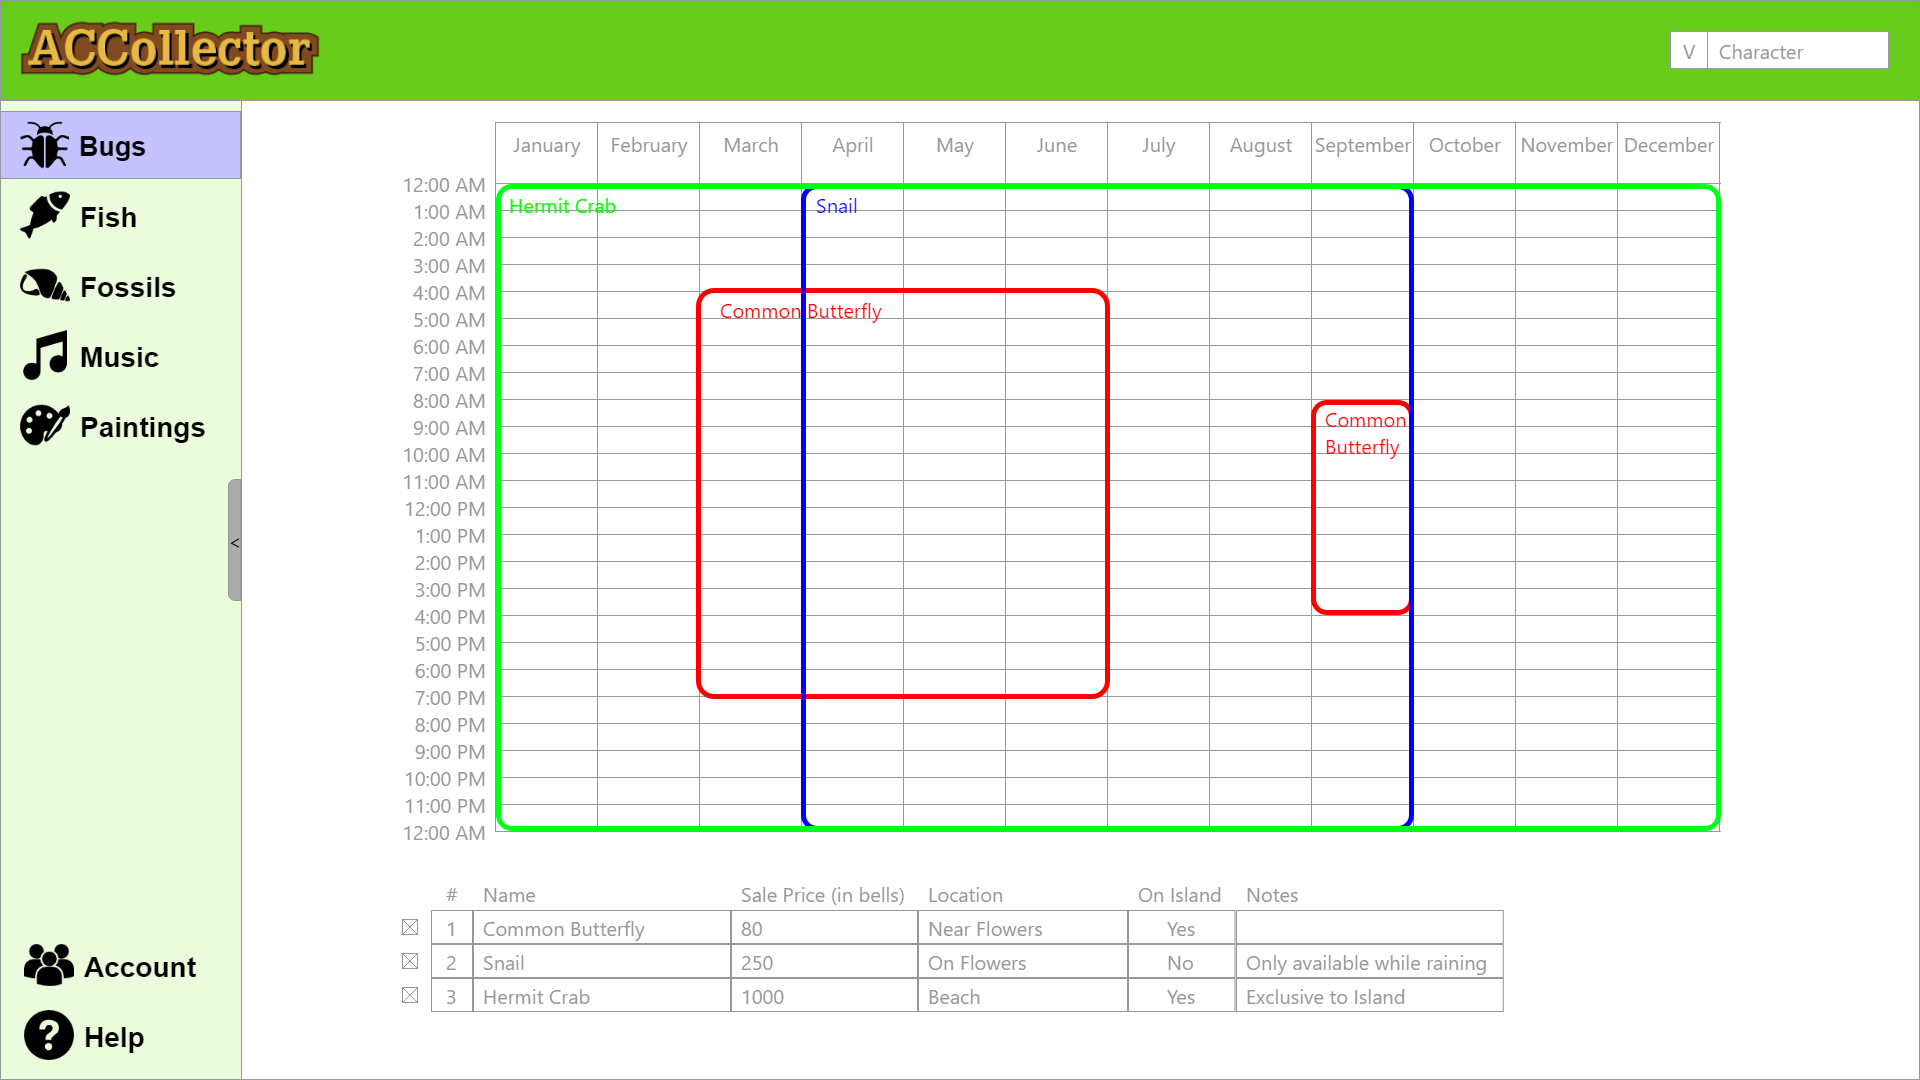 ACCollector
V Character
Bugs
Fish
Fossils
Music
Paintings
<
Account
Help
January February March April May June July August September October November December
12:00 AM
1:00 AM
2:00 AM
3:00 AM
4:00 AM
5:00 AM
6:00 AM
7:00 AM
8:00 AM
9:00 AM
10:00 AM
11:00 AM
12:00 PM
1:00 PM
2:00 PM
3:00 PM
4:00 PM
5:00 PM
6:00 PM
7:00 PM
8:00 PM
9:00 PM
10:00 PM
11:00 PM
12:00 AM
Hermit Crab
Snail
Common Butterfly
Common
Butterfly
# Name Sale Price (in bells) Location On Island Notes
1 Common Butterfly 80 Near Flowers Yes
2 Snail 250 On Flowers No Only available while raining
3 Hermit Crab 1000 Beach Yes Exclusive to Island